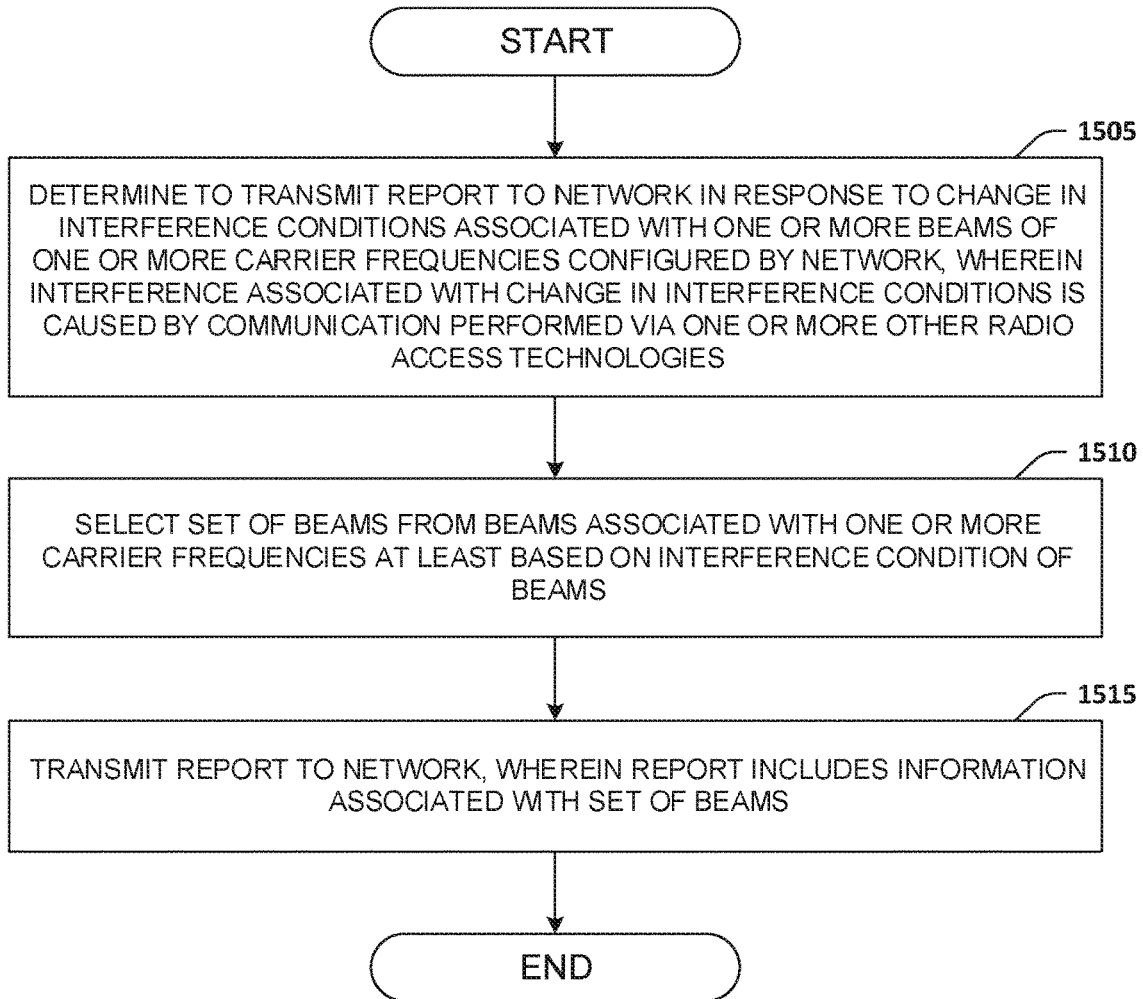 START
1505
DETERMINE TO TRANSMIT REPORT TO NETWORK IN RESPONSE TO CHANGE IN
INTERFERENCE CONDITIONS ASSOCIATED WITH ONE OR MORE BEAMS OF
ONE OR MORE CARRIER FREQUENCIES CONFIGURED BY NETWORK, WHEREIN
INTERFERENCE ASSOCIATED WITH CHANGE IN INTERFERENCE CONDITIONS IS
CAUSED BY COMMUNICATION PERFORMED VIA ONE OR MORE OTHER RADIO
ACCESS TECHNOLOGIES
1510
SELECT SET OF BEAMS FROM BEAMS ASSOCIATED WITH ONE OR MORE
CARRIER FREQUENCIES AT LEAST BASED ON INTERFERENCE CONDITION OF
BEAMS
1515
TRANSMIT REPORT TO NETWORK, WHEREIN REPORT INCLUDES INFORMATION
ASSOCIATED WITH SET OF BEAMS
END